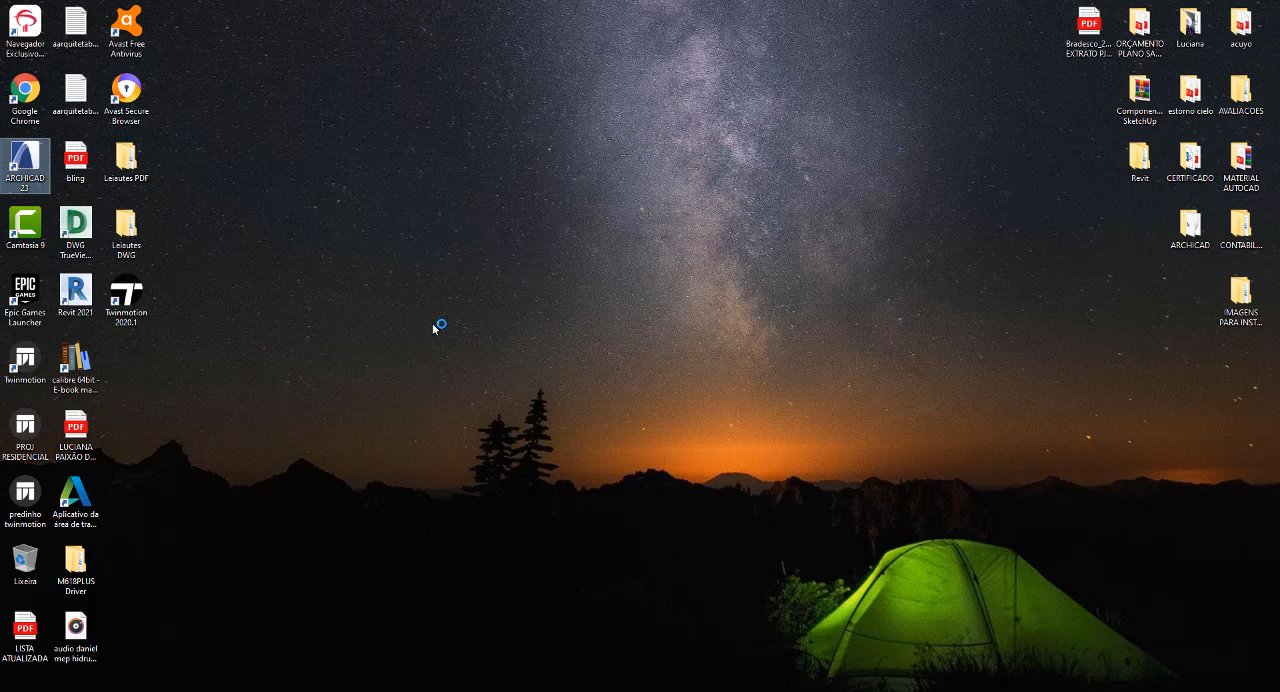 Navegador
Exclusivo...
aarquitetab...
Avast Free
Antivirus
Google
Chrome
aarquitetab...
Avast Secure
Browser
ARCHICAD
23
PDF
bling
Leiautes PDF
Camtasia 9
DWG
TrueVie...
Leiautes
DWG
EPIC
GAMES
Epic Games
Launcher
Revit 2021
Twinmotion
2020.1
Twinmotion
calibre 64bit -
E-book ma...
PROJ
RESIDENCIAL
PDF
LUCIANA
PAIXÃO D...
predinho
twinmotion
Aplicativo da
área de tra...
Lixeira
M618PLUS
Driver
PDF
LISTA
ATUALIZADA
audio daniel
mep hidru...
PDF
Bradesco_2...
EXTRATO PJ...
ORÇAMENTO
PLANO SA...
Luciana
acuyo
Componen...
SketchUp
estorno cielo
AVALIACOES
Revit
CERTIFICADO
MATERIAL
AUTOCAD
ARCHICAD
CONTABIL...
IMAGENS
PARA INST...